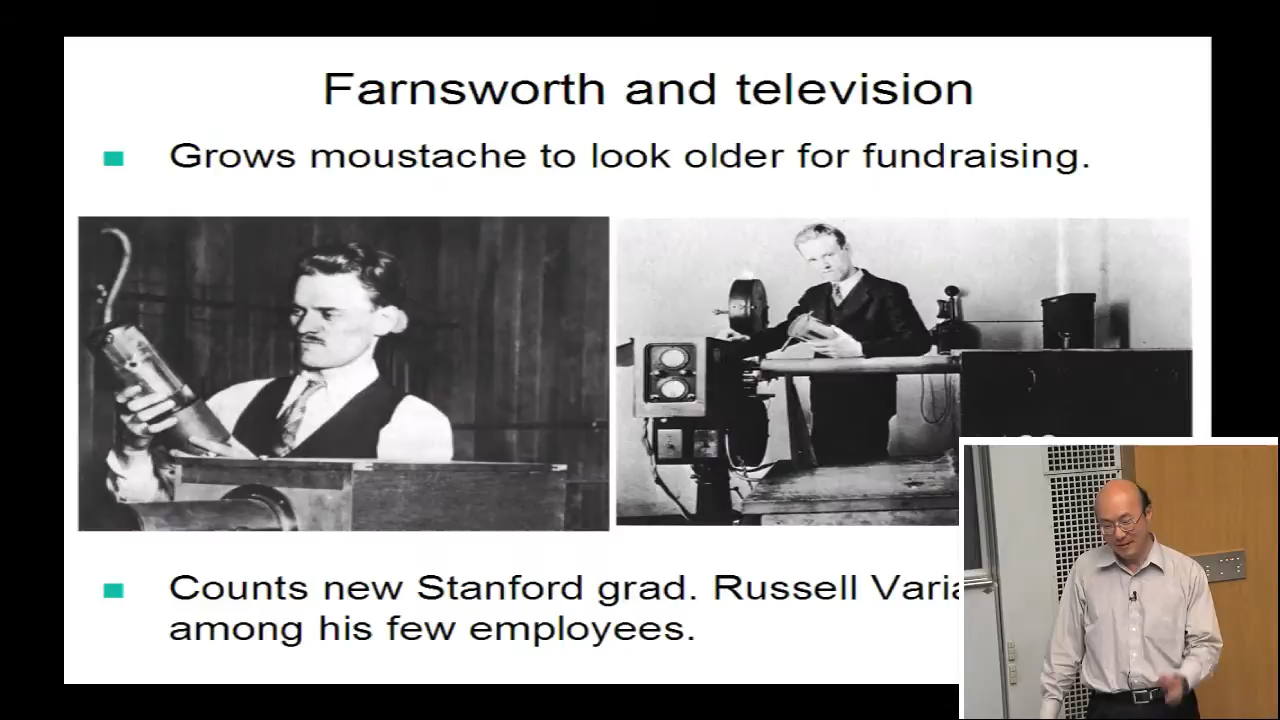 Farnsworth and television
Grows moustache to look older for fundraising.
Counts new Stanford grad. Russell
among his few employees.